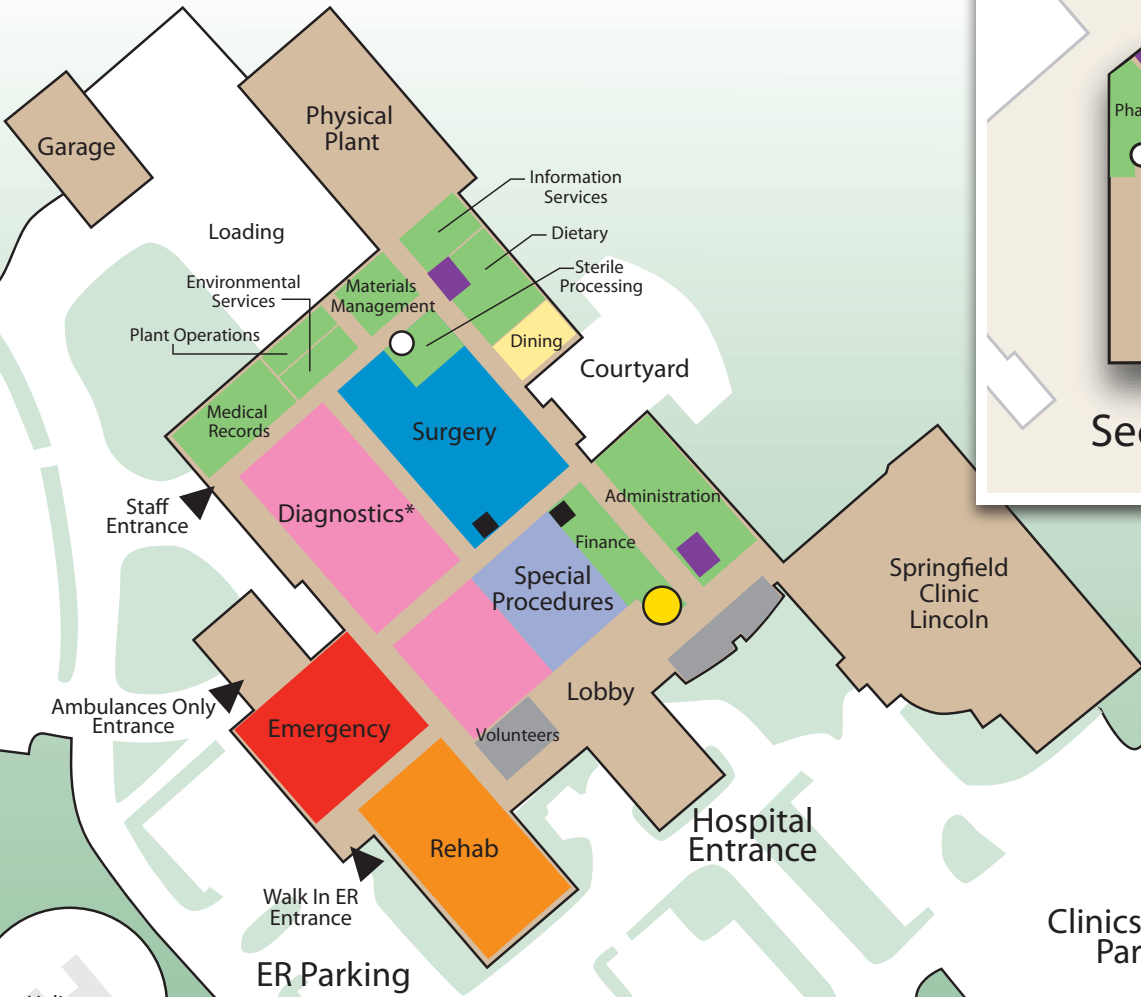 Physical
Plant
Garage
Pha
Information
Services
Loading
Dietary
Sterile
Processing
Environmental
Services
Materials
Management
Plant Operations
Dining
Courtyard
Medical
Records
Surgery
Administration
Staff
Entrance
Diagnostics*
Finance
Special
Procedures
Springfield
Clinic
Lincoln
Lobby
Ambulances Only
Entrance
Emergency
Volunteers
Hospital
Entrance
Rehab
Walk In ER
Entrance
ER Parking
Clinics
Par